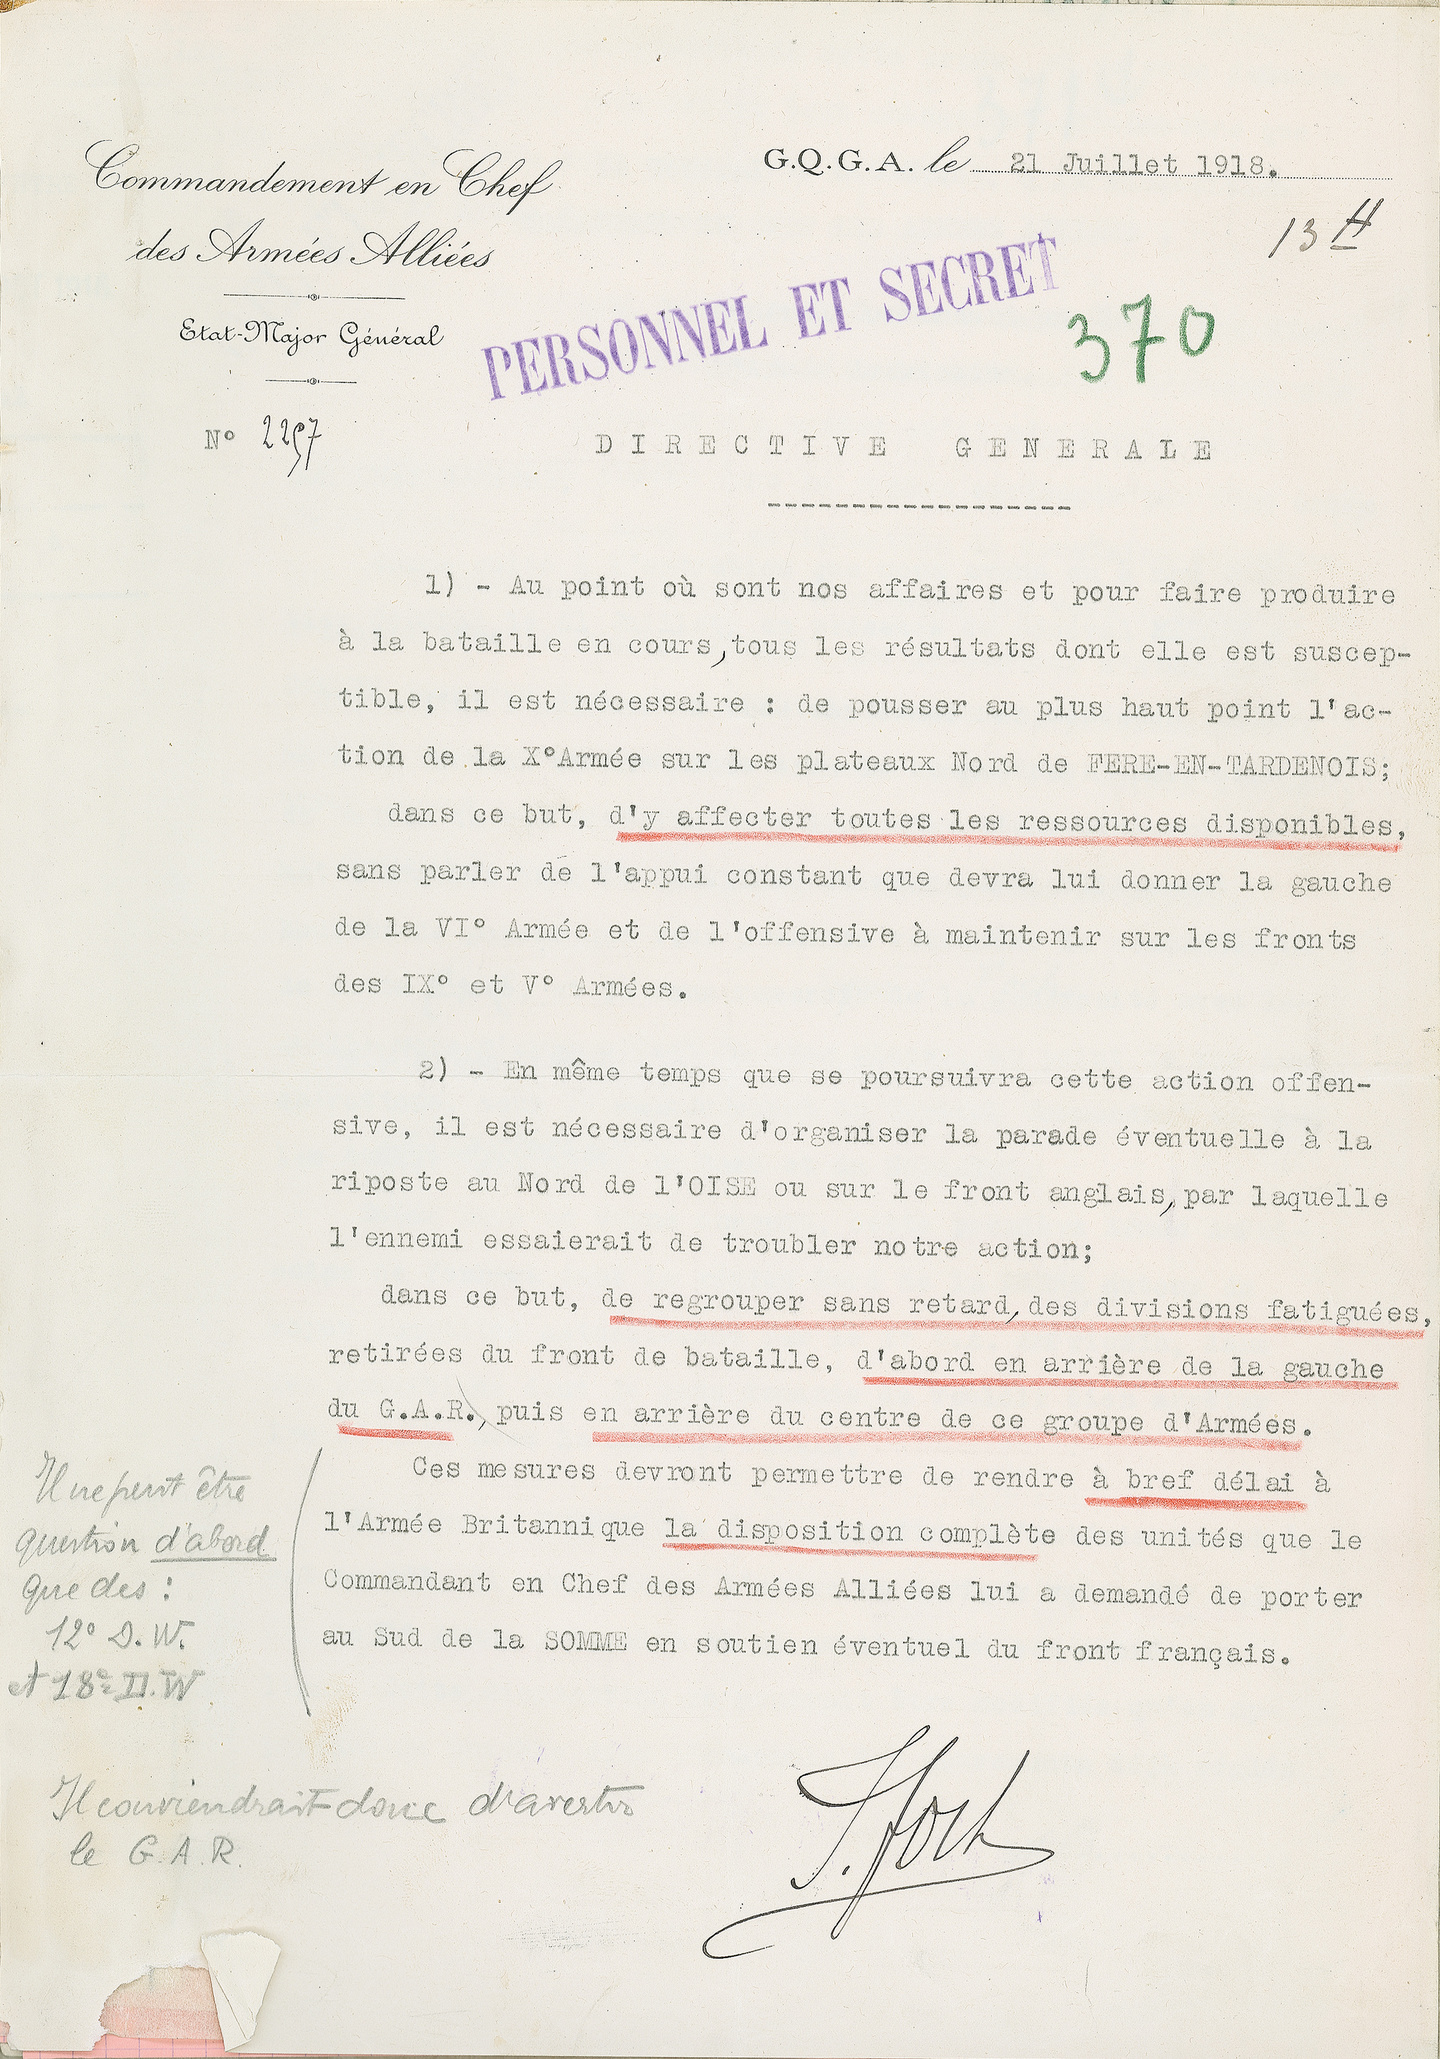 Commandement en Chef
des Armées Alliées
Etat-Major Général
N° 2297
G.Q.G.A. le 21 Juillet 1918.
13 H
PERSONNEL ET SECRET
370
DIRECTIVE GENERALE
1) - Au point où sont nos affaires et pour faire produire
à la bataille en cours, tous les résultats dont elle est suscep-
tible, il est nécessaire : de pousser au plus haut point l'ac-
tion de la X° Armée sur les plateaux Nord de FERE-EN-TARDENOIS;
dans ce but, d'y affecter toutes les ressources disponibles,
sans parler de l'appui constant que devra lui donner la gauche
de la VI° Armée et de l'offensive à maintenir sur les fronts
des IX° et V° Armées.
2) - En même temps que se poursuivra cette action offen-
sive, il est nécessaire d'organiser la parade éventuelle à la
riposte au Nord de l'OISE ou sur le front anglais, par laquelle
l'ennemi essaierait de troubler notre action;
dans ce but, de regrouper sans retard, des divisions fatiguées,
retirées du front de bataille, d'abord en arrière de la gauche
du G.A.R., puis en arrière du centre de ce groupe d'Armées.
Ces mesures devront permettre de rendre à bref délai à
l'Armée Britannique la disposition complète des unités que le
Commandant en Chef des Armées Alliées lui a demandé de porter
au Sud de la SOMME en soutien éventuel du front français.
Il ne peut être
question d'abord
que des :
12° D.W.
et 18° D.W
Il conviendrait donc d'avertir
le G.A.R.
F. Foch